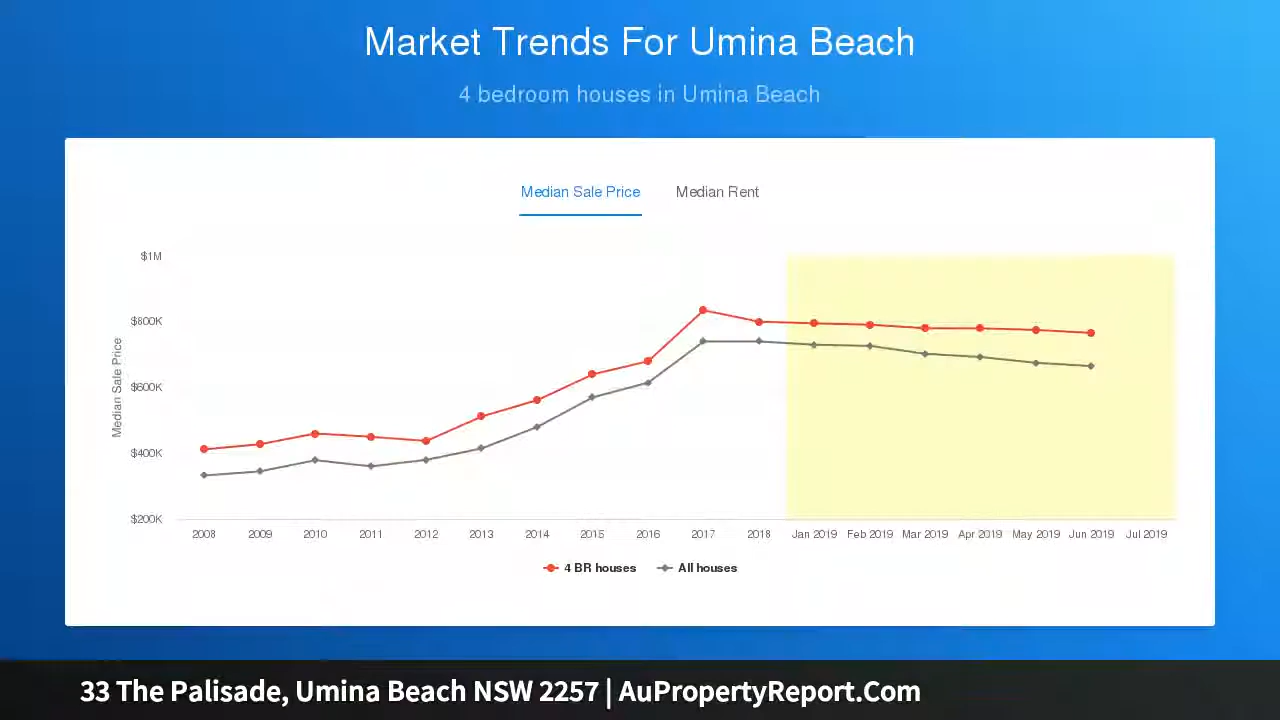 Market Trends For Umina Beach
4 bedroom houses in Umina Beach
Median Sale Price Median Rent
$1M
$800K
$600K
$400K
$200K
Median Sale Price
2008 2009 2010 2011 2012 2013 2014 2015 2016 2017 2018 Jan 2019 Feb 2019 Mar 2019 Apr 2019 May 2019 Jun 2019 Jul 2019
4 BR houses All houses
33 The Palisade, Umina Beach NSW 2257 | AuPropertyReport.Com